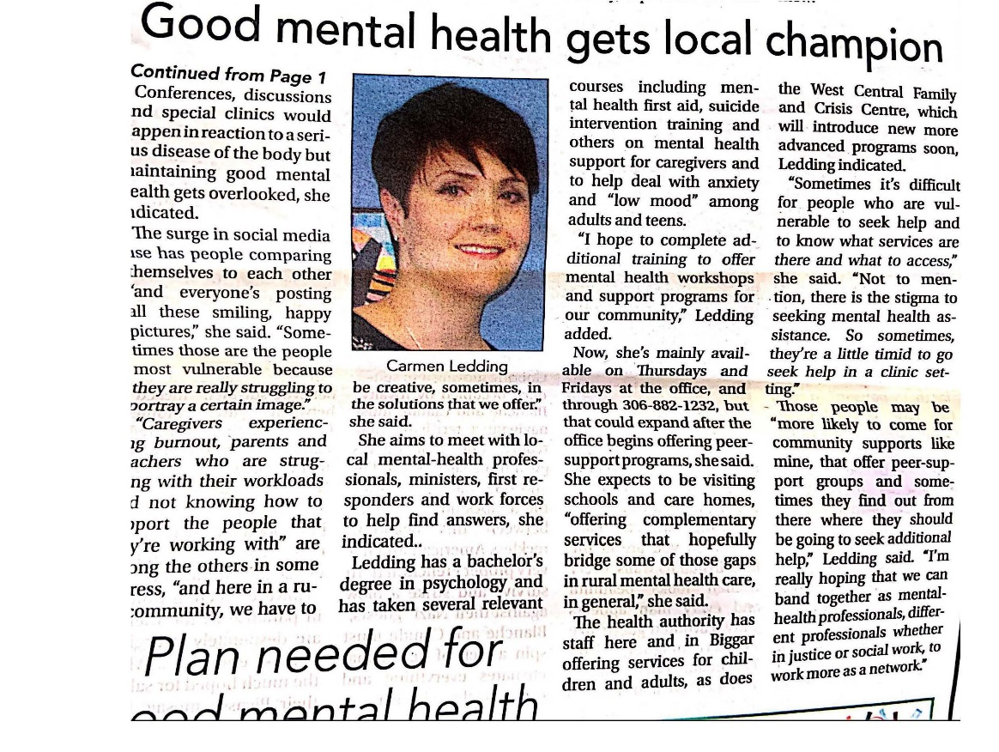 Good mental health gets local champion
Continued from Page 1
Conferences, discussions
nd special clinics would
appen in reaction to a seri-
us disease of the body but
aintaining good mental
ealth gets overlooked, she
dicated.
The surge in social media
se has people comparing
themselves to each other
“and everyone’s posting
all these smiling, happy
pictures,” she said. “Some-
times those are the people
most vulnerable because
they are really struggling to
portray a certain image.”
“Caregivers experienc-
g burnout, parents and
achers who are strug-
ng with their workloads
d not knowing how to
pport the people that
y’re working with” are
ong the others in some
ress, “and here in a ru-
community, we have to
Carmen Ledding
be creative, sometimes, in
the solutions that we offer.”
she said.
She aims to meet with lo-
cal mental-health profes-
sionals, ministers, first re-
sponders and work forces
to help find answers, she
indicated..
Ledding has a bachelor’s
degree in psychology and
has taken several relevant
courses including men-
tal health first aid, suicide
intervention training and
others on mental health
support for caregivers and
to help deal with anxiety
and “low mood” among
adults and teens.
“I hope to complete ad-
ditional training to offer
mental health workshops
and support programs for
our community,” Ledding
added.
Now, she’s mainly avail-
able on Thursdays and
Fridays at the office, and
through 306-882-1232, but
that could expand after the
office begins offering peer-
support programs, she said.
She expects to be visiting
schools and care homes,
“offering complementary
services that hopefully
bridge some of those gaps
in rural mental health care,
in general,” she said.
The health authority has
staff here and in Biggar
offering services for chil-
dren and adults, as does
the West Central Family
and Crisis Centre, which
will introduce new more
advanced programs soon,
Ledding indicated.
“Sometimes it’s difficult
for people who are vul-
nerable to seek help and
to know what services are
there and what to access,”
she said. “Not to men-
tion, there is the stigma to
seeking mental health as-
sistance. So sometimes,
they’re a little timid to go
seek help in a clinic set-
ting.”
Those people may be
“more likely to come for
community supports like
mine, that offer peer-sup-
port groups and some-
times they find out from
there where they should
be going to seek additional
help,” Ledding said. “I’m
really hoping that we can
band together as mental-
health professionals, differ-
ent professionals whether
in justice or social work, to
work more as a network.”
Plan needed for
ood mental health